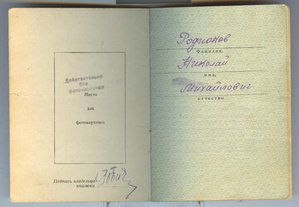 Действительно
без
фотокарточки
Место
для
фотокарточки
Подпись владельца
книжки
Родионов
Фамилия,
Николай
имя,
Михайлович
отчество